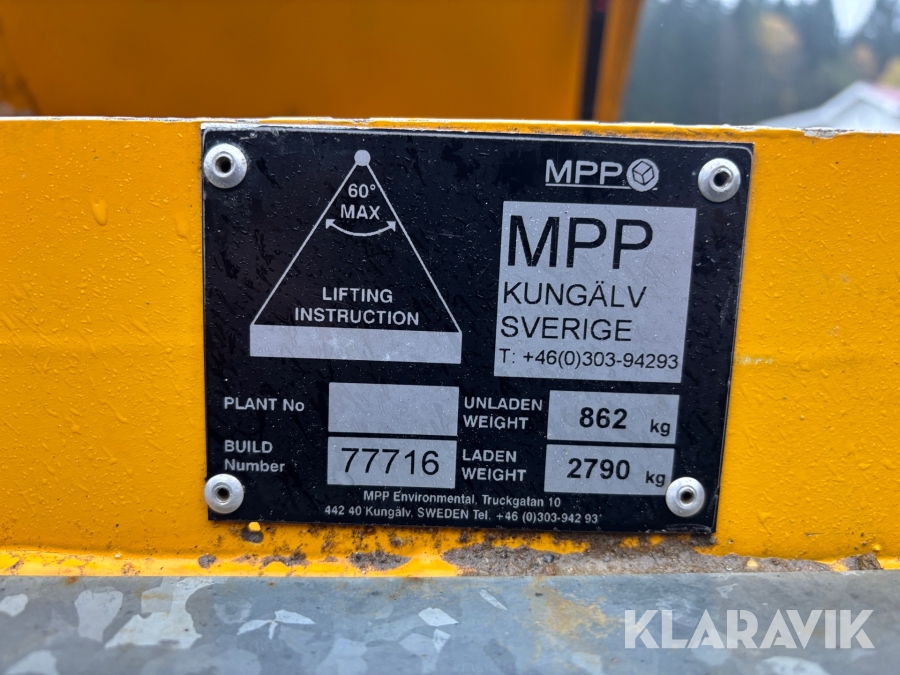 60°
MAX
LIFTING
INSTRUCTION
MPP
MPP
KUNGÄLV
SVERIGE
T: +46(0)303-94293
PLANT No
UNLADEN
WEIGHT
862 kg
BUILD
Number
77716
LADEN
WEIGHT
2790 kg
MPP Environmental, Truckgatan 10
442 40 Kungälv. SWEDEN Tel. +46 (0)303-942 93
KLARAVIK